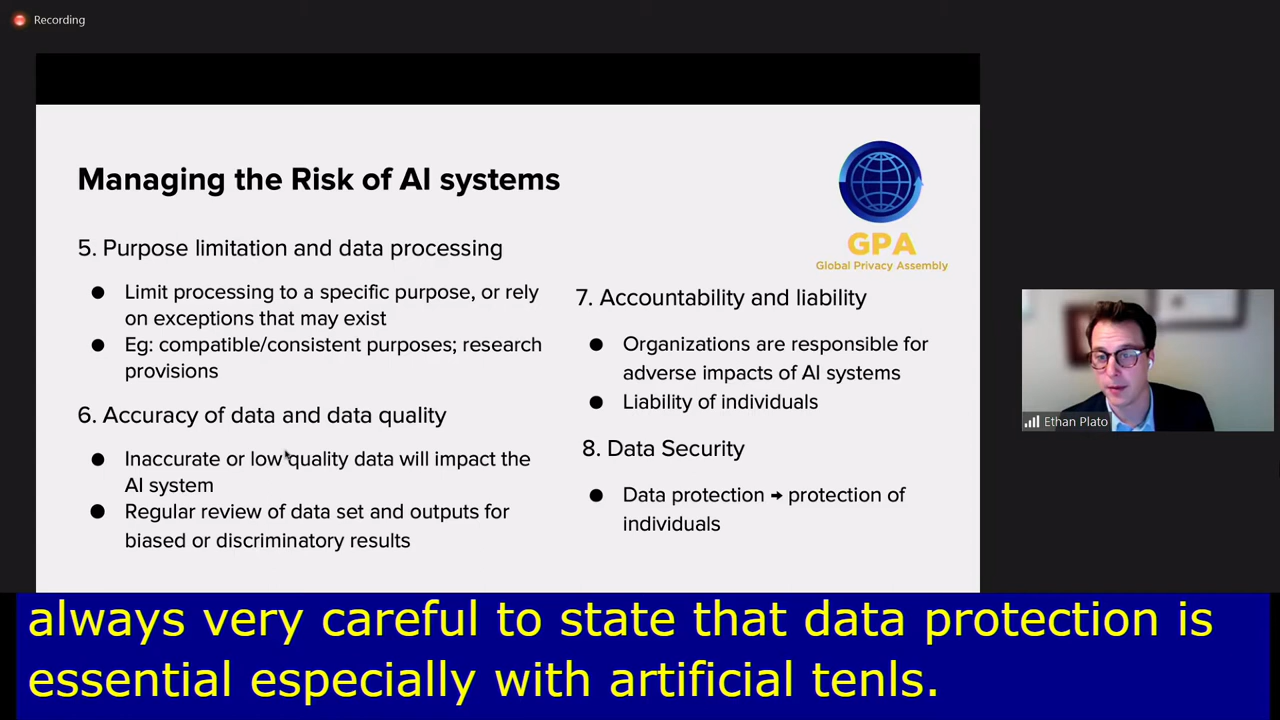 Recording
Managing the Risk of AI systems
GPA
Global Privacy Assembly
5. Purpose limitation and data processing
● Limit processing to a specific purpose, or rely
on exceptions that may exist
● Eg: compatible/consistent purposes; research
provisions
6. Accuracy of data and data quality
● Inaccurate or low quality data will impact the
AI system
● Regular review of data set and outputs for
biased or discriminatory results
7. Accountability and liability
● Organizations are responsible for
adverse impacts of AI systems
● Liability of individuals
8. Data Security
● Data protection → protection of
individuals
Ethan Plato
always very careful to state that data protection is
essential especially with artificial tenls.